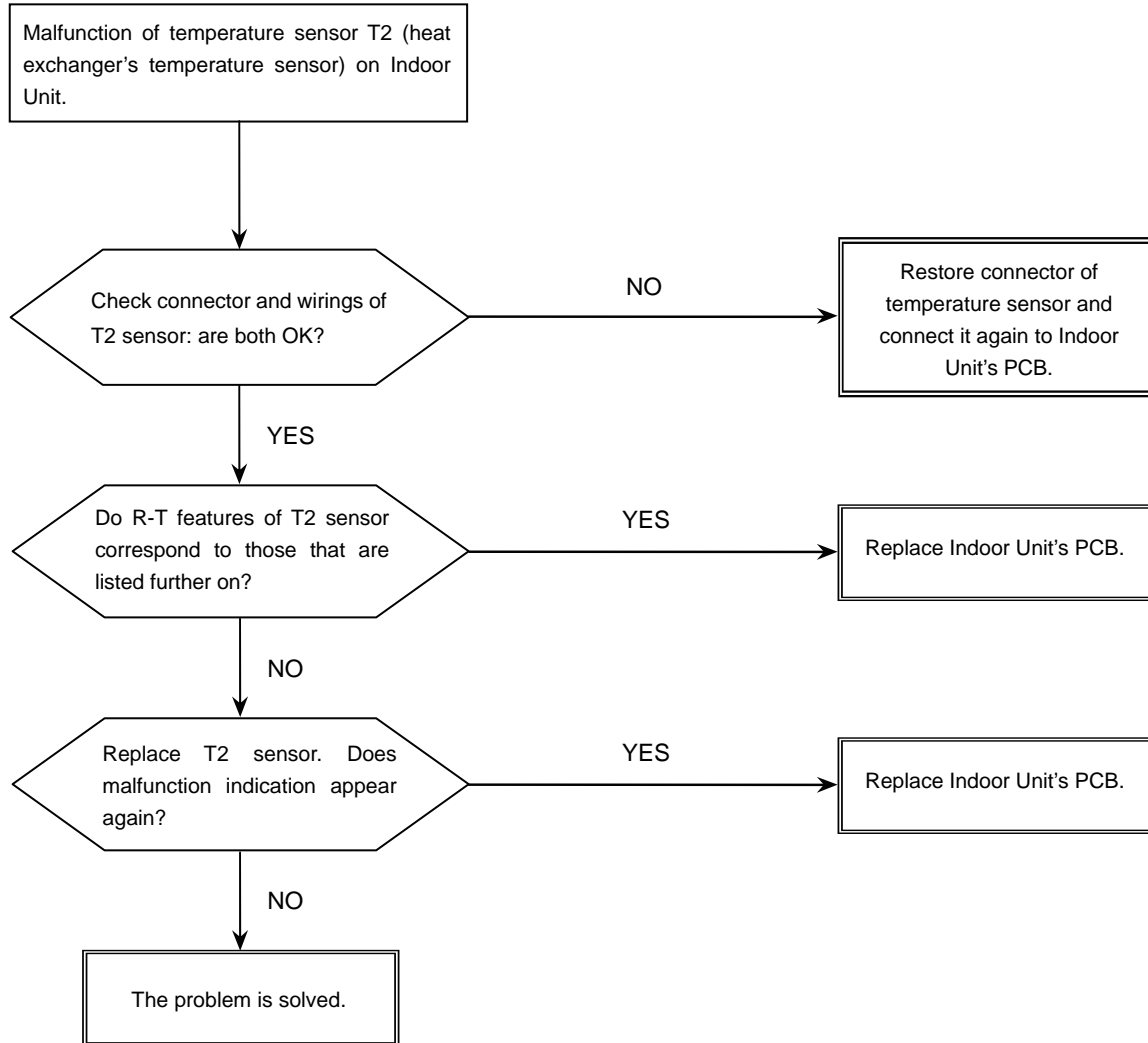 Malfunction of temperature sensor T2 (heat
exchanger's temperature sensor) on Indoor
Unit.
Check connector and wirings of
T2 sensor: are both OK?
NO
Restore connector of
temperature sensor and
connect it again to Indoor
Unit's PCB.
YES
Do R-T features of T2 sensor
correspond to those that are
listed further on?
YES
Replace Indoor Unit's PCB.
NO
Replace T2 sensor. Does
malfunction indication appear
again?
YES
Replace Indoor Unit's PCB.
NO
The problem is solved.